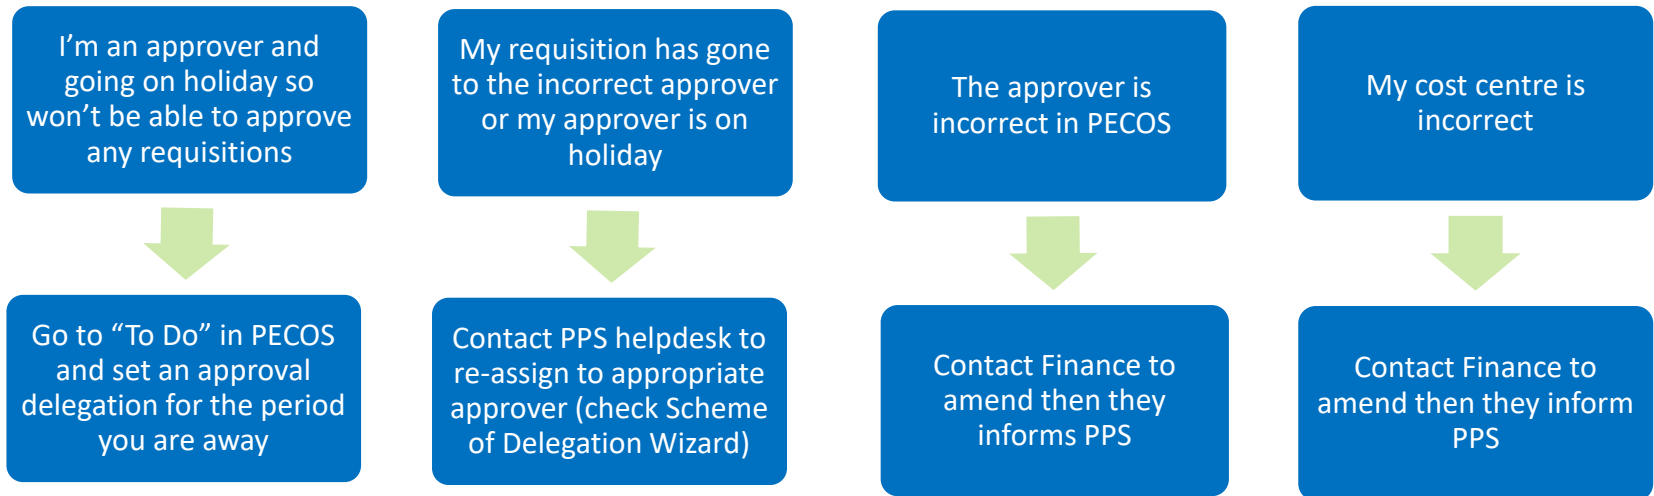 I’m an approver and
going on holiday so
won’t be able to approve
any requisitions
Go to “To Do” in PECOS
and set an approval
delegation for the period
you are away
My requisition has gone
to the incorrect approver
or my approver is on
holiday
Contact PPS helpdesk to
re-assign to appropriate
approver (check Scheme
of Delegation Wizard)
The approver is
incorrect in PECOS
Contact Finance to
amend then they
informs PPS
My cost centre is
incorrect
Contact Finance to
amend then they inform
PPS